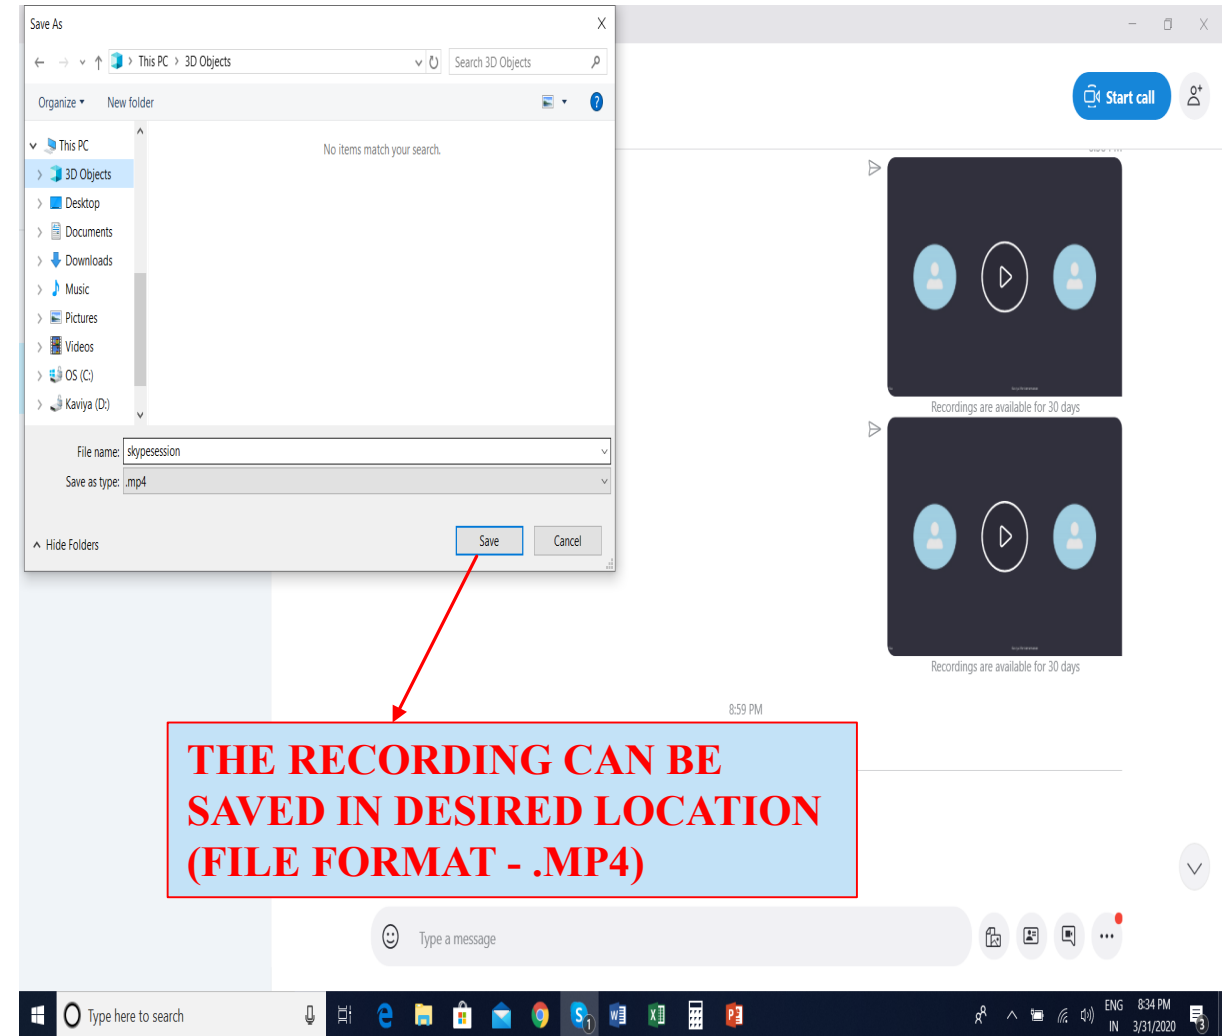 Save As
This PC > 3D Objects
Search 3D Objects
Organize
New folder
This PC
3D Objects
Desktop
Documents
Downloads
Music
Pictures
Videos
OS (C:)
Kaviya (D:)
No items match your search.
File name: skypesession
Save as type: .mp4
Hide Folders
Save
Cancel
Start call
Recordings are available for 30 days
Recordings are available for 30 days
8:59 PM
THE RECORDING CAN BE
SAVED IN DESIRED LOCATION
(FILE FORMAT - .MP4)
Type a message
Type here to search
ENG
IN
8:34 PM
3/31/2020
3